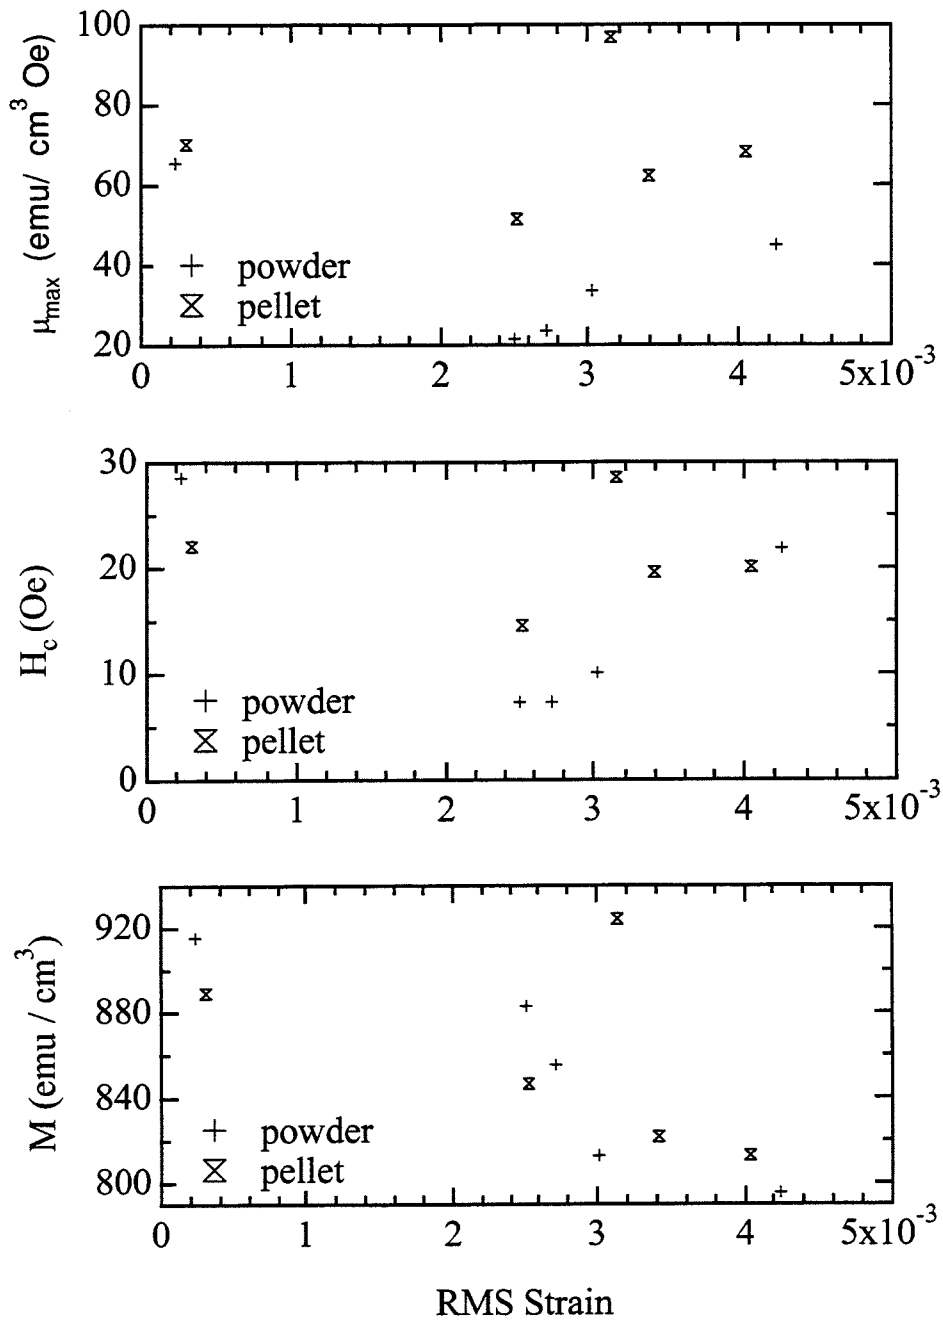 100
80
60
40
20
μmax (emu/ cm³ Oe)
+ powder
pellet
0 1 2 3 4 5x10⁻³
30
20
10
0
Hc (Oe)
+ powder
pellet
0 1 2 3 4 5x10⁻³
920
880
840
800
M (emu / cm³)
+ powder
pellet
0 1 2 3 4 5x10⁻³
RMS Strain